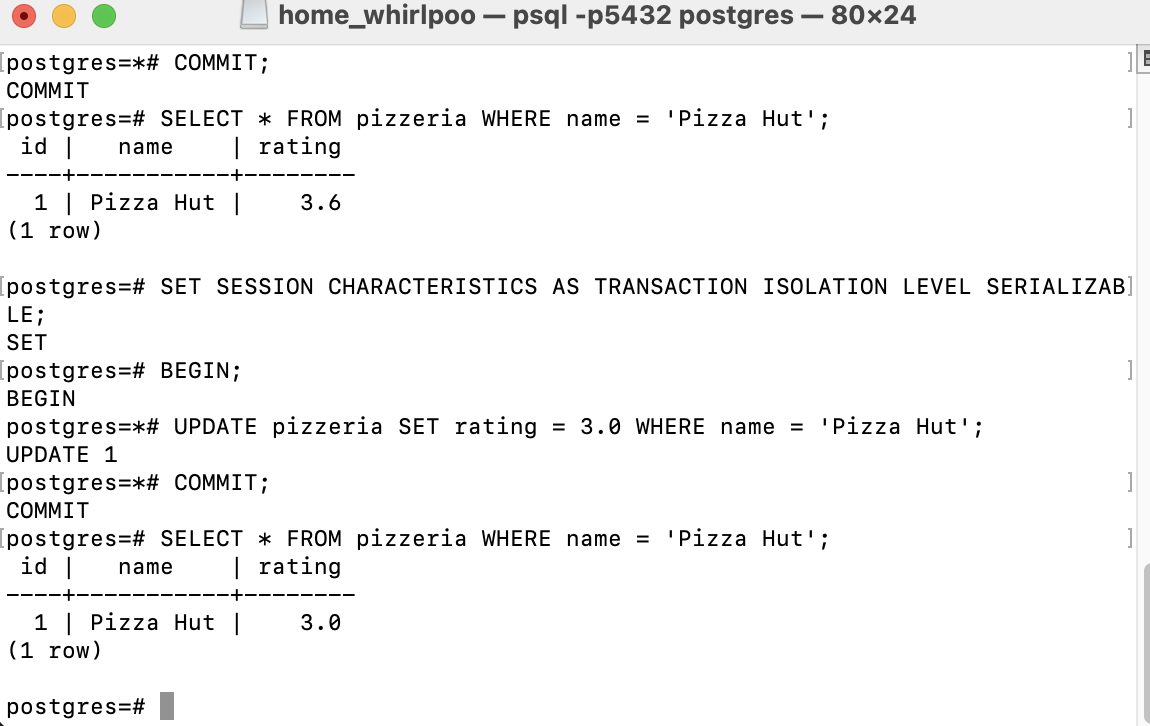 home_whirlpoo — psql -p5432 postgres — 80×24
[postgres=*# COMMIT; ]
COMMIT
[postgres=# SELECT * FROM pizzeria WHERE name = 'Pizza Hut'; ]
 id |   name    | rating
----+-----------+--------
  1 | Pizza Hut |    3.6
(1 row)

[postgres=# SET SESSION CHARACTERISTICS AS TRANSACTION ISOLATION LEVEL SERIALIZAB]
LE;
SET
[postgres=# BEGIN; ]
BEGIN
postgres=*# UPDATE pizzeria SET rating = 3.0 WHERE name = 'Pizza Hut';
UPDATE 1
[postgres=*# COMMIT; ]
COMMIT
[postgres=# SELECT * FROM pizzeria WHERE name = 'Pizza Hut'; ]
 id |   name    | rating
----+-----------+--------
  1 | Pizza Hut |    3.0
(1 row)

postgres=#